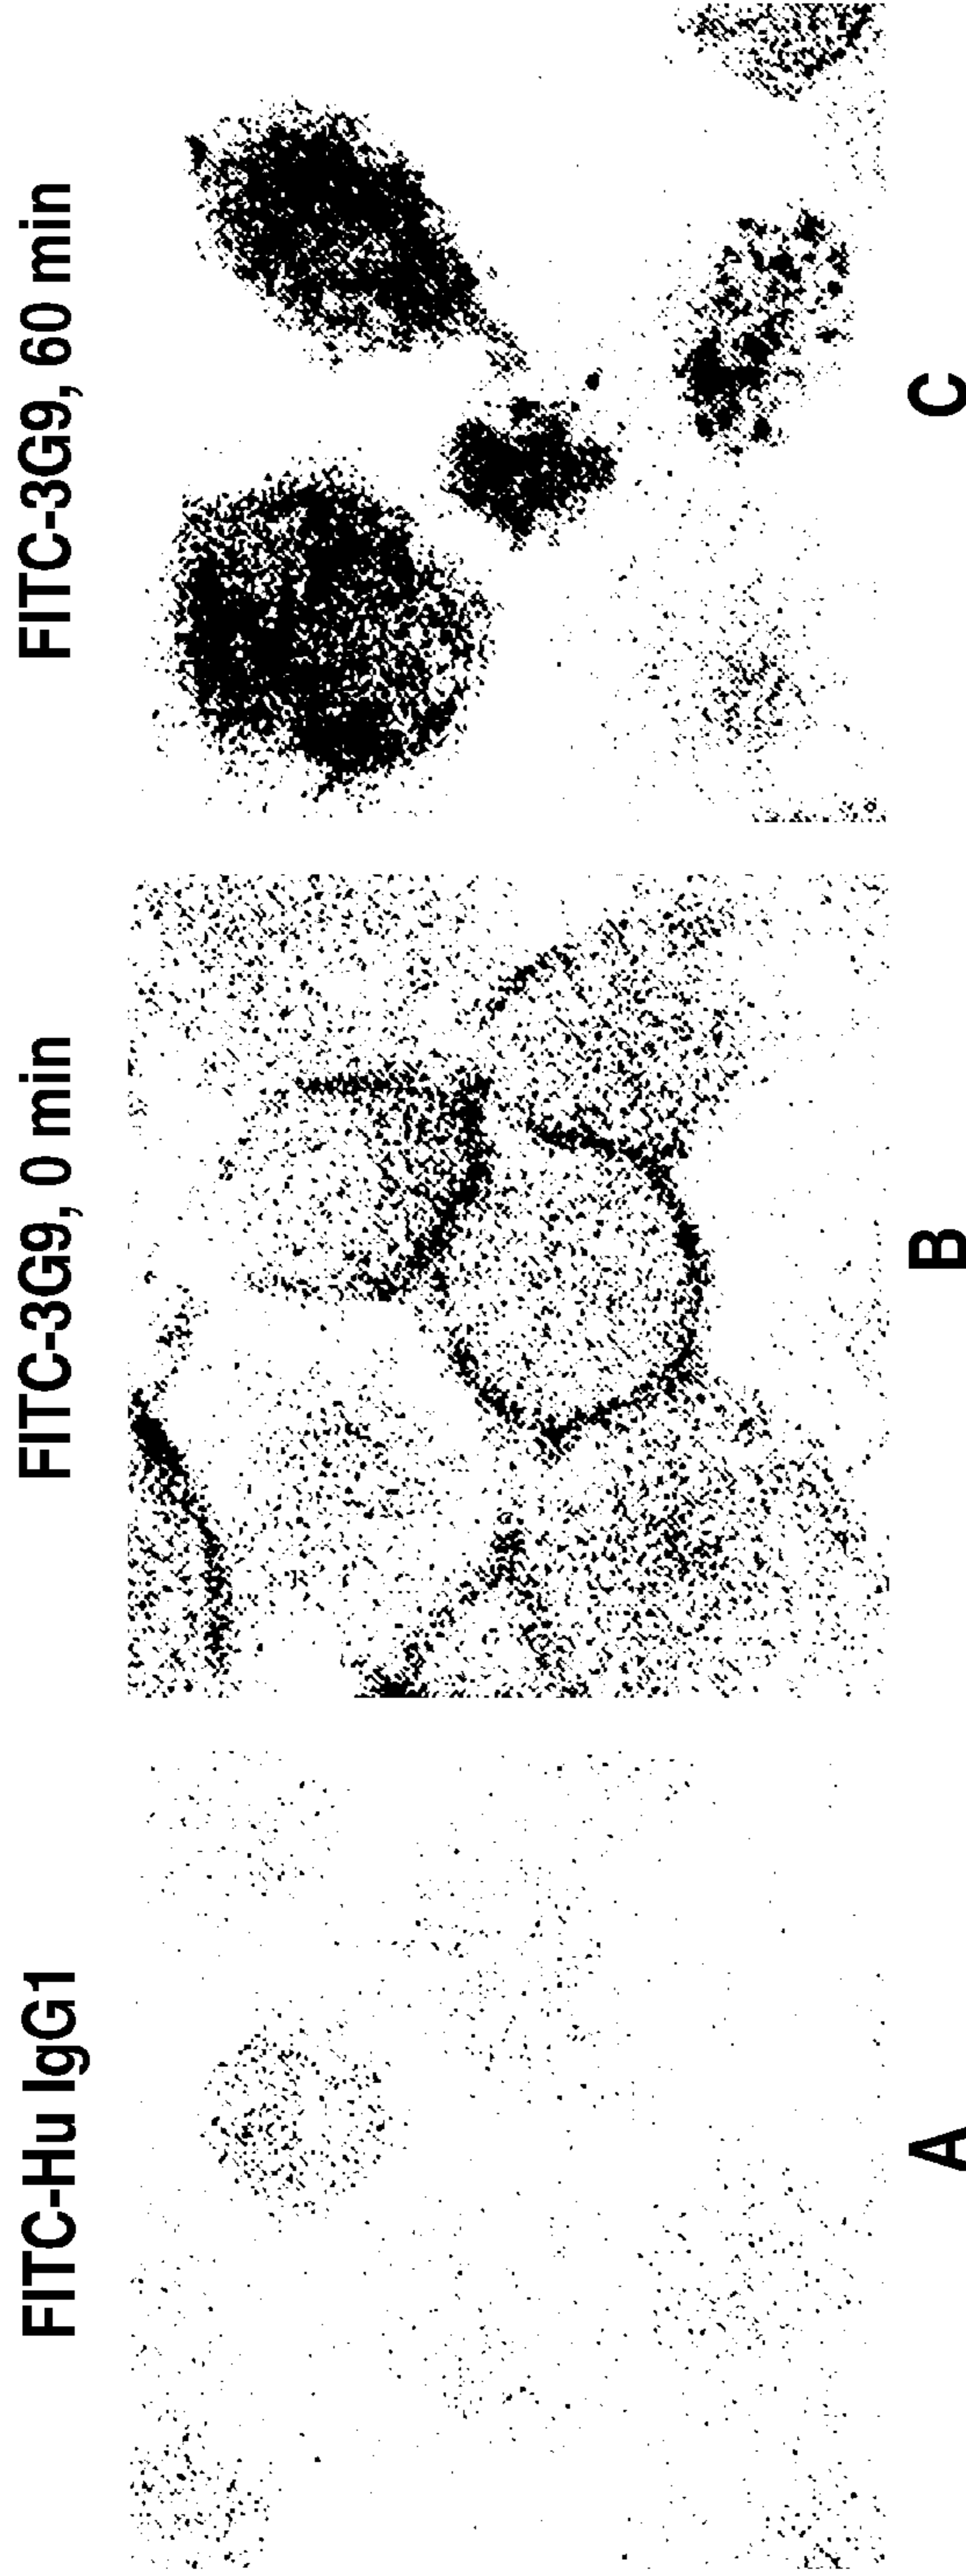 FITC-Hu IgG1
FITC-3G9, 0 min
FITC-3G9, 60 min
A
B
C